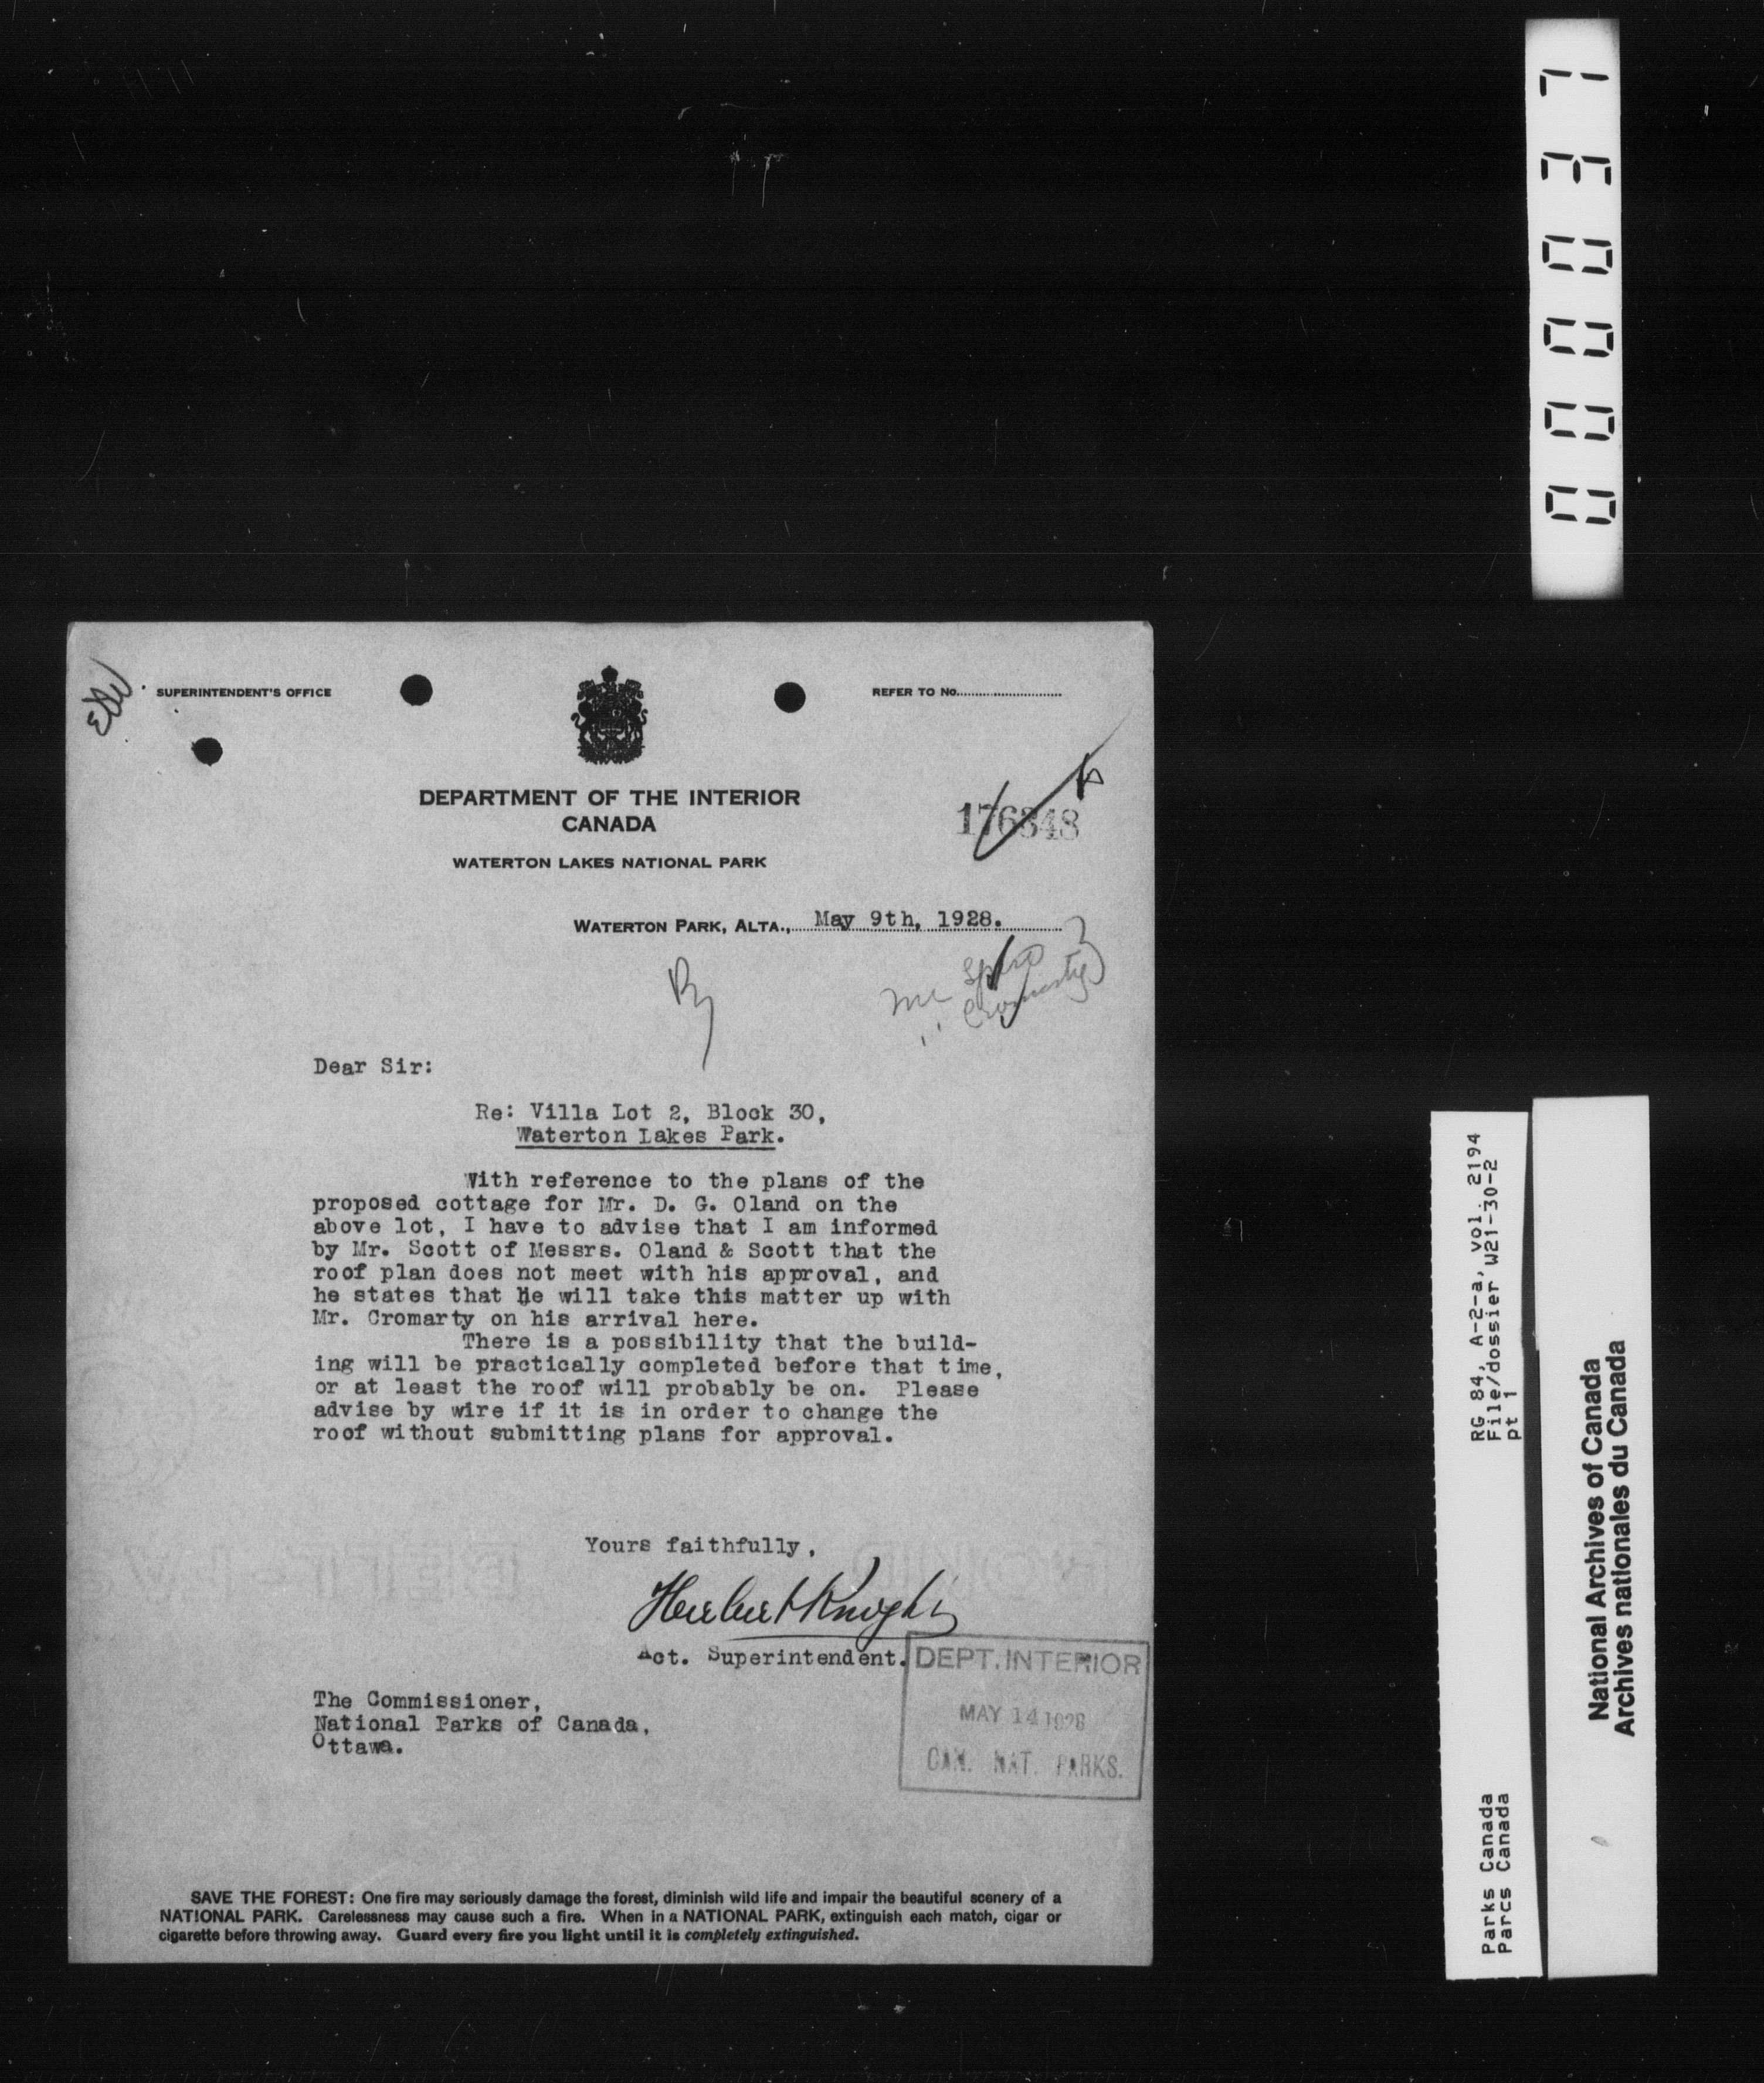 000037
SUPERINTENDENT'S OFFICE
REFER TO No.
DEPARTMENT OF THE INTERIOR
CANADA
176348
WATERTON LAKES NATIONAL PARK
WATERTON PARK, ALTA., May 9th, 1928.
Mr Spero
" Cromarty
Dear Sir:
Re: Villa Lot 2, Block 30,
Waterton Lakes Park.
With reference to the plans of the
proposed cottage for Mr. D. G. Oland on the
above lot, I have to advise that I am informed
by Mr. Scott of Messrs. Oland & Scott that the
roof plan does not meet with his approval, and
he states that he will take this matter up with
Mr. Cromarty on his arrival here.
There is a possibility that the build-
ing will be practically completed before that time,
or at least the roof will probably be on. Please
advise by wire if it is in order to change the
roof without submitting plans for approval.
Yours faithfully,
Herbert Knight
Act. Superintendent.
DEPT. INTERIOR
MAY 14 1928
CAN. NAT. PARKS.
The Commissioner,
National Parks of Canada,
Ottawa.
SAVE THE FOREST: One fire may seriously damage the forest, diminish wild life and impair the beautiful scenery of a
NATIONAL PARK. Carelessness may cause such a fire. When in a NATIONAL PARK, extinguish each match, cigar or
cigarette before throwing away. Guard every fire you light until it is completely extinguished.
RG 84, A-2-a, vol. 2194
File/dossier W21-30-2
pt 1
Parks Canada
Parcs Canada
National Archives of Canada
Archives nationales du Canada